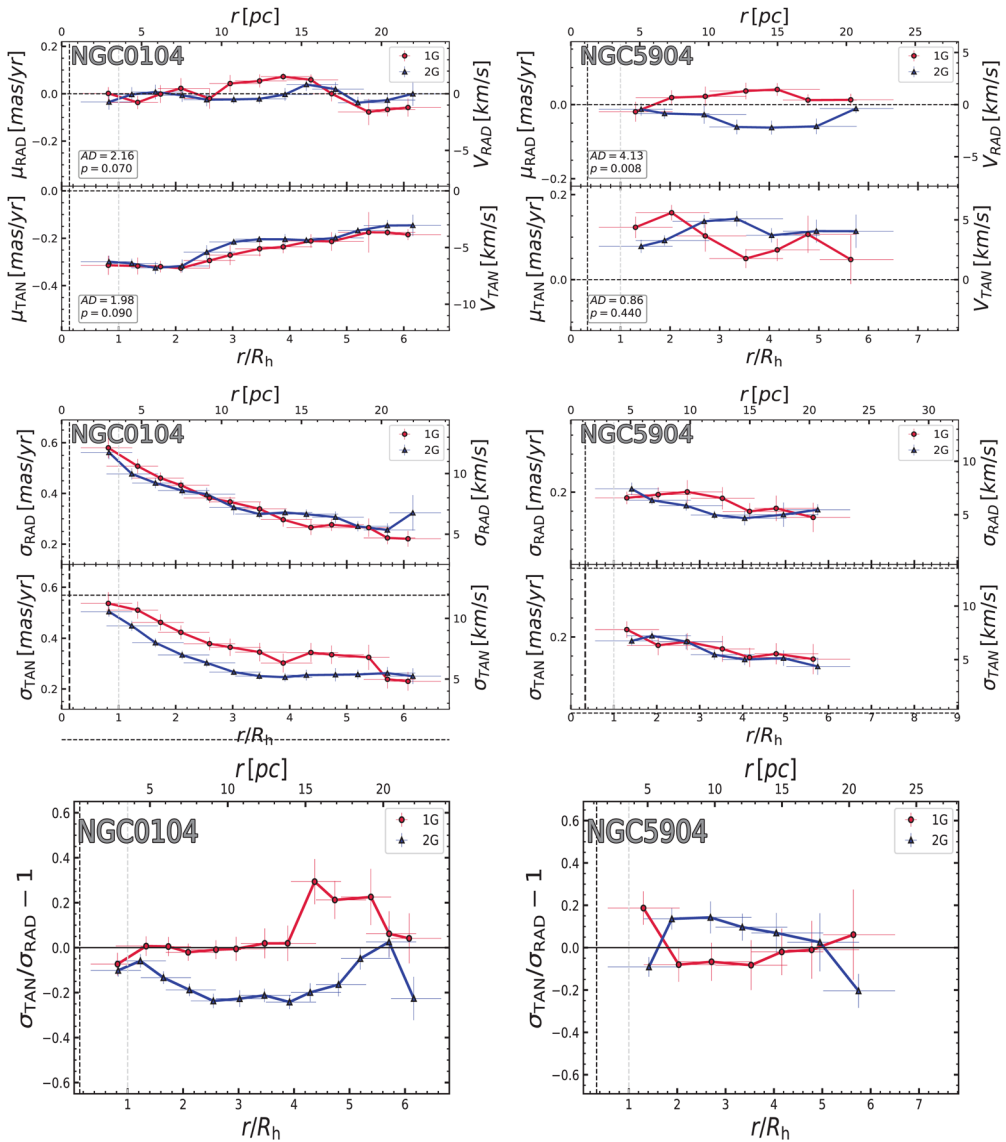 r [pc]
0 5 10 15 20
NGC0104
1G
2G
0.2
0.0
−0.2
μRAD [mas/yr]
0
−5
VRAD [km/s]
AD = 2.16
p = 0.070
0.0
−0.2
−0.4
μTAN [mas/yr]
0
−5
−10
VTAN [km/s]
AD = 1.98
p = 0.090
0 1 2 3 4 5 6
r/Rh
r [pc]
0 5 10 15 20 25
NGC5904
1G
2G
0.0
−0.2
μRAD [mas/yr]
5
0
−5
VRAD [km/s]
AD = 4.13
p = 0.008
0.2
0.1
0.0
μTAN [mas/yr]
5
0
VTAN [km/s]
AD = 0.86
p = 0.440
0 1 2 3 4 5 6 7
r/Rh
r [pc]
0 5 10 15 20
NGC0104
1G
2G
0.6
0.4
0.2
σRAD [mas/yr]
10
5
σRAD [km/s]
0.6
0.4
0.2
σTAN [mas/yr]
10
5
σTAN [km/s]
0 1 2 3 4 5 6
r/Rh
r [pc]
0 5 10 15 20 25 30
NGC5904
1G
2G
0.2
σRAD [mas/yr]
10
5
σRAD [km/s]
0.2
σTAN [mas/yr]
10
5
σTAN [km/s]
0 1 2 3 4 5 6 7 8 9
r/Rh
r [pc]
5 10 15 20
NGC0104
1G
2G
0.6
0.4
0.2
0.0
−0.2
−0.4
−0.6
σTAN/σRAD − 1
1 2 3 4 5 6
r/Rh
r [pc]
5 10 15 20 25
NGC5904
1G
2G
0.6
0.4
0.2
0.0
−0.2
−0.4
−0.6
σTAN/σRAD − 1
1 2 3 4 5 6 7
r/Rh